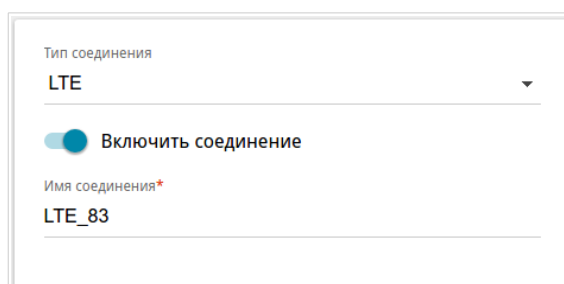 Тип соединения
LTE
Включить соединение
Имя соединения*
LTE_83